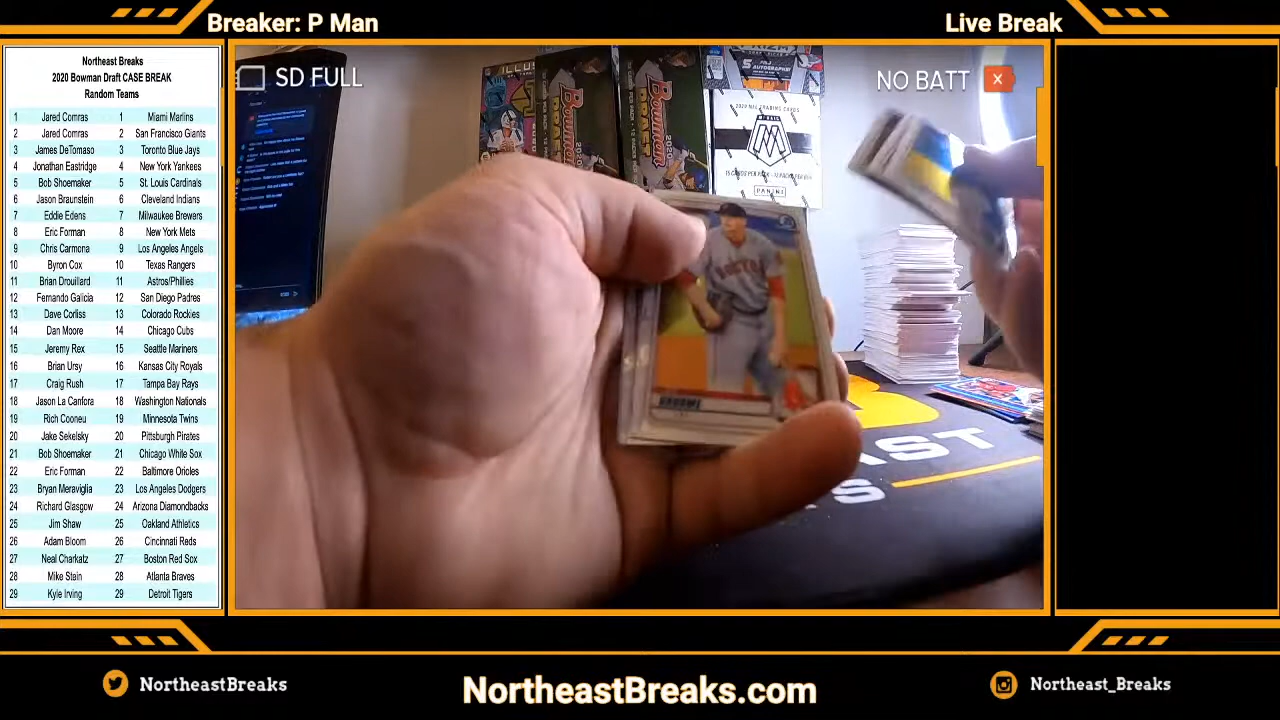 Breaker: P Man
Live Break
Northeast Breaks
2020 Bowman Draft CASE BREAK
Random Teams
1 Jared Comras 1 Miami Marlins
2 Jared Comras 2 San Francisco Giants
3 James DeTomaso 3 Toronto Blue Jays
4 Jonathan Eastridge 4 New York Yankees
5 Bob Shoemaker 5 St. Louis Cardinals
6 Jason Braunstein 6 Cleveland Indians
7 Eddie Edens 7 Milwaukee Brewers
8 Eric Forman 8 New York Mets
9 Chris Carmona 9 Los Angeles Angels
10 Byron Cox 10 Texas Rangers
11 Brian Drouillard 11 Astros/Phillies
12 Fernando Galicia 12 San Diego Padres
13 Dave Corliss 13 Colorado Rockies
14 Dan Moore 14 Chicago Cubs
15 Jeremy Rex 15 Seattle Mariners
16 Brian Ursy 16 Kansas City Royals
17 Craig Rush 17 Tampa Bay Rays
18 Jason La Canfora 18 Washington Nationals
19 Rich Cooneu 19 Minnesota Twins
20 Jake Sekelsky 20 Pittsburgh Pirates
21 Bob Shoemaker 21 Chicago White Sox
22 Eric Forman 22 Baltimore Orioles
23 Bryan Meraviglia 23 Los Angeles Dodgers
24 Richard Glasgow 24 Arizona Diamondbacks
25 Jim Shaw 25 Oakland Athletics
26 Adam Bloom 26 Cincinnati Reds
27 Neal Charkatz 27 Boston Red Sox
28 Mike Stein 28 Atlanta Braves
29 Kyle Irving 29 Detroit Tigers
SD FULL
NO BATT
Bowman
Bowman
DRAFT
2020
MOSAIC
PANINI
BOSTON
AST
S
NortheastBreaks
NortheastBreaks.com
Northeast_Breaks